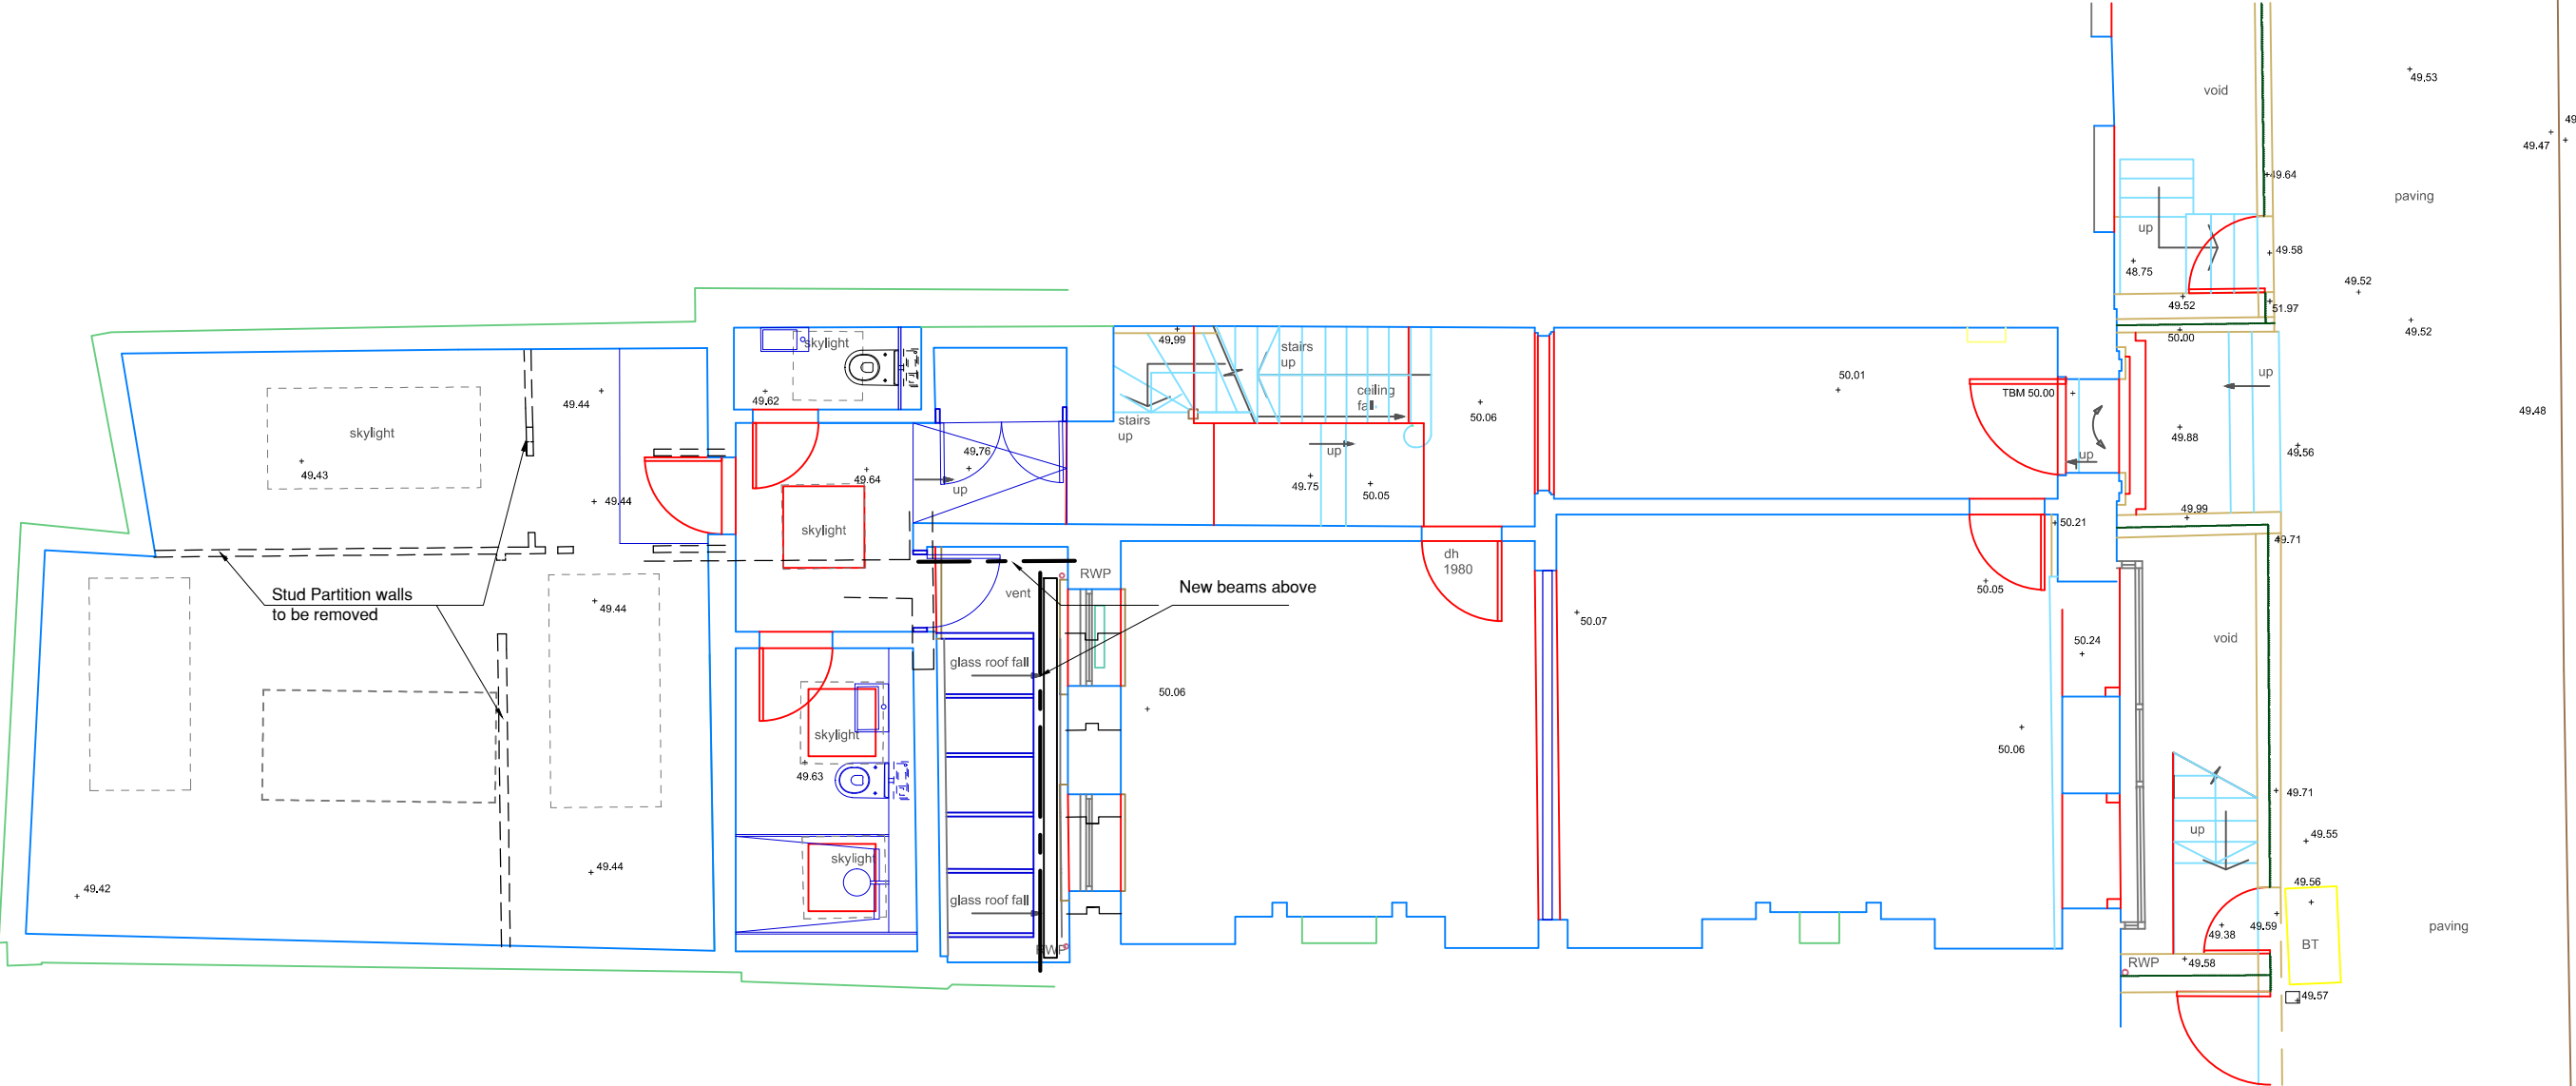 49.53
void
49
49.47
49.64
paving
up
49.58
48.75
49.52
49.52
51.97
49.52
50.00
skylight
49.99
stairs
up
ceiling
fall
50.01
up
TBM 50.00
49.44
49.62
stairs
up
50.06
49.88
49.48
skylight
49.76
up
up
49.56
49.43
49.64
up
49.75
50.05
49.44
skylight
49.99
50.21
49.71
dh
1980
RWP
New beams above
vent
Stud Partition walls
to be removed
49.44
50.05
50.07
void
50.24
glass roof fall
50.06
skylight
50.06
49.63
49.71
up
49.55
skylight
49.44
49.42
49.56
glass roof fall
49.59
49.38
paving
BT
RWP
RWP
49.58
49.57